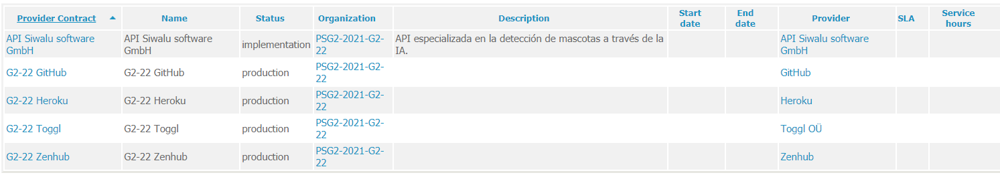 Provider Contract Name Status Organization Description Start date End date Provider SLA Service hours
API Siwalu software GmbH API Siwalu software GmbH implementation PSG2-2021-G2-22 API especializada en la detección de mascotas a través de la IA. API Siwalu software GmbH
G2-22 GitHub G2-22 GitHub production PSG2-2021-G2-22 GitHub
G2-22 Heroku G2-22 Heroku production PSG2-2021-G2-22 Heroku
G2-22 Toggl G2-22 Toggl production PSG2-2021-G2-22 Toggl OÜ
G2-22 Zenhub G2-22 Zenhub production PSG2-2021-G2-22 Zenhub